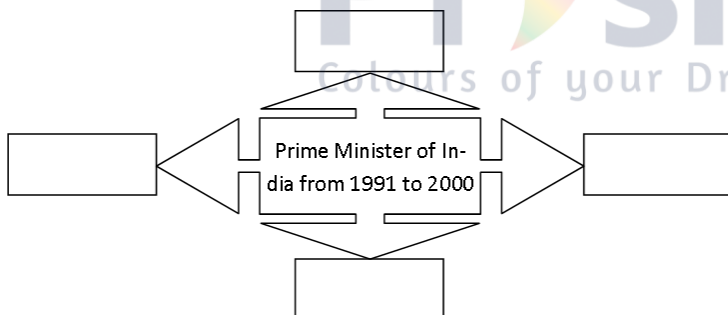 Colours of your Dr
Prime Minister of In-
dia from 1991 to 2000